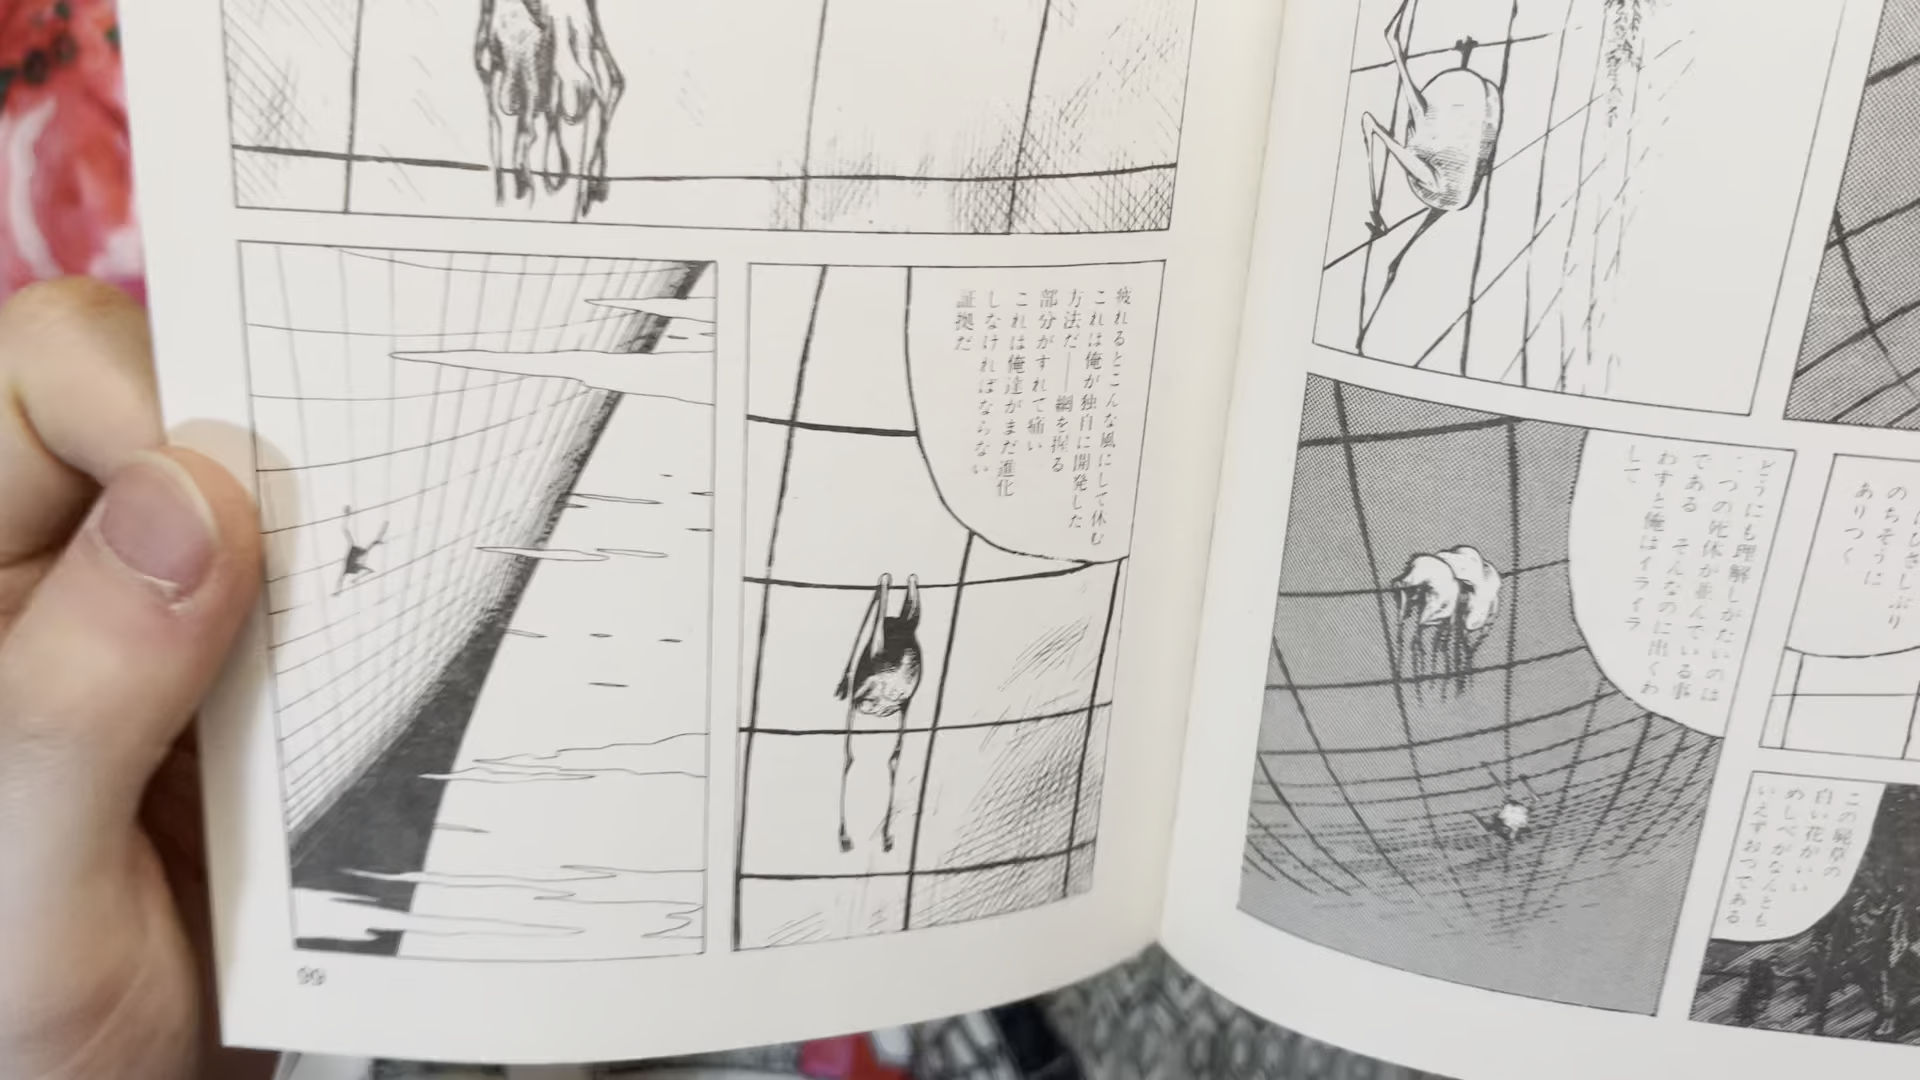 のちそうに
ありつく
どうにも理解しがたいのは
つの死体が並んでいる事
である そんなのに出くわ
わすと俺はイライラ
して
この屍草の
白い花がいい
めしべがなんとも
いえずおつである
疲れるとこんな風にして休む
これは俺が独自に開発した
方法だ——網を握る
部分がすれて痛い
これは俺達がまだ進化
しなければならない
証拠だ
99